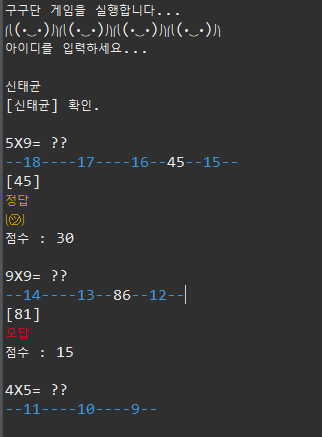 구구단 게임을 실행합니다...
ʃ⎝(•‿•)⎠ʃ⎝(•‿•)⎠ʃ⎝(•‿•)⎠ʃ⎝(•‿•)⎠
아이디를 입력하세요...
신태균
[신태균] 확인.
5X9= ??
--18----17----16--45--15--
[45]
정답
점수 : 30
9X9= ??
--14----13--86--12--
[81]
오답
점수 : 15
4X5= ??
--11----10----9--